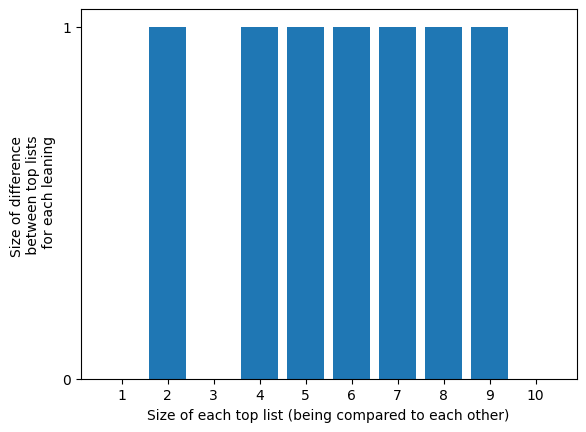 Size of difference
between top lists
for each leaning
1
0
1 2 3 4 5 6 7 8 9 10
Size of each top list (being compared to each other)